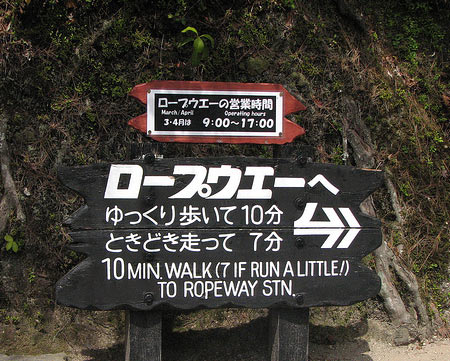 ロープウエーの営業時間
March/April Operating hours
3・4月は 9:00〜17:00
ロープウエーへ
ゆっくり歩いて10分
ときどき走って 7分
10 MIN. WALK (7 IF RUN A LITTLE!)
TO ROPEWAY STN.